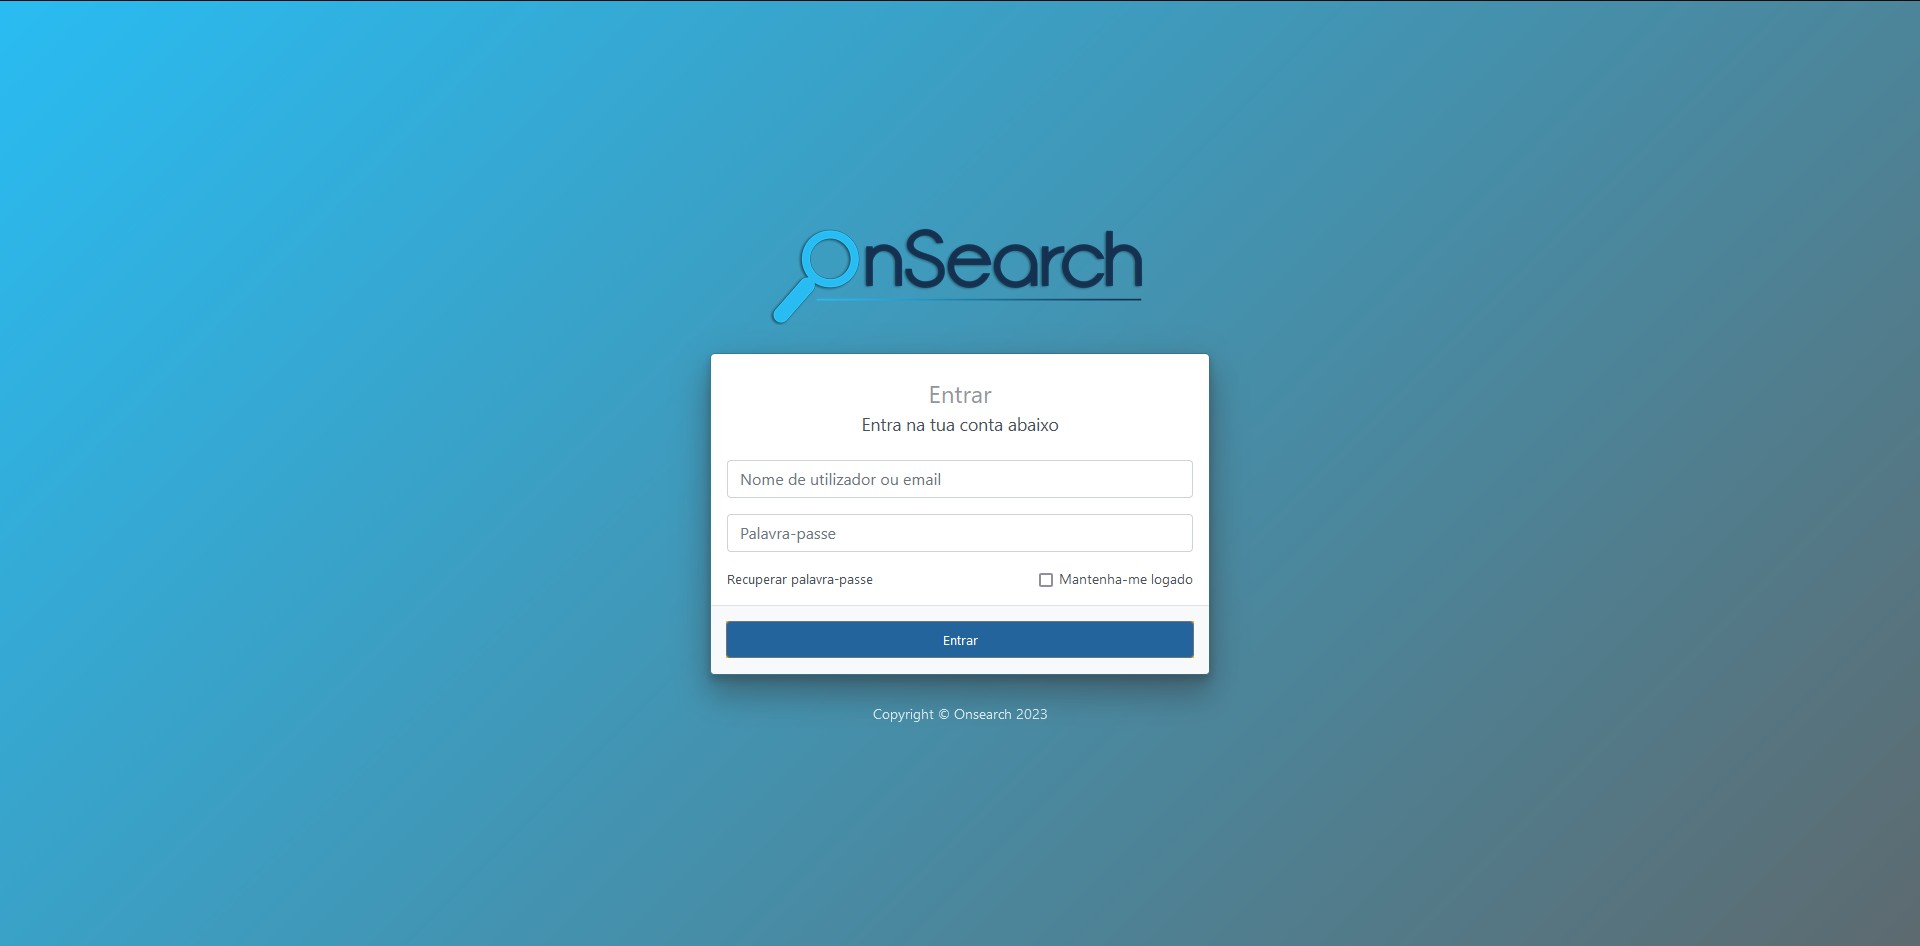 OnSearch
Entrar
Entra na tua conta abaixo
Nome de utilizador ou email
Palavra-passe
Recuperar palavra-passe
Mantenha-me logado
Entrar
Copyright © Onsearch 2023